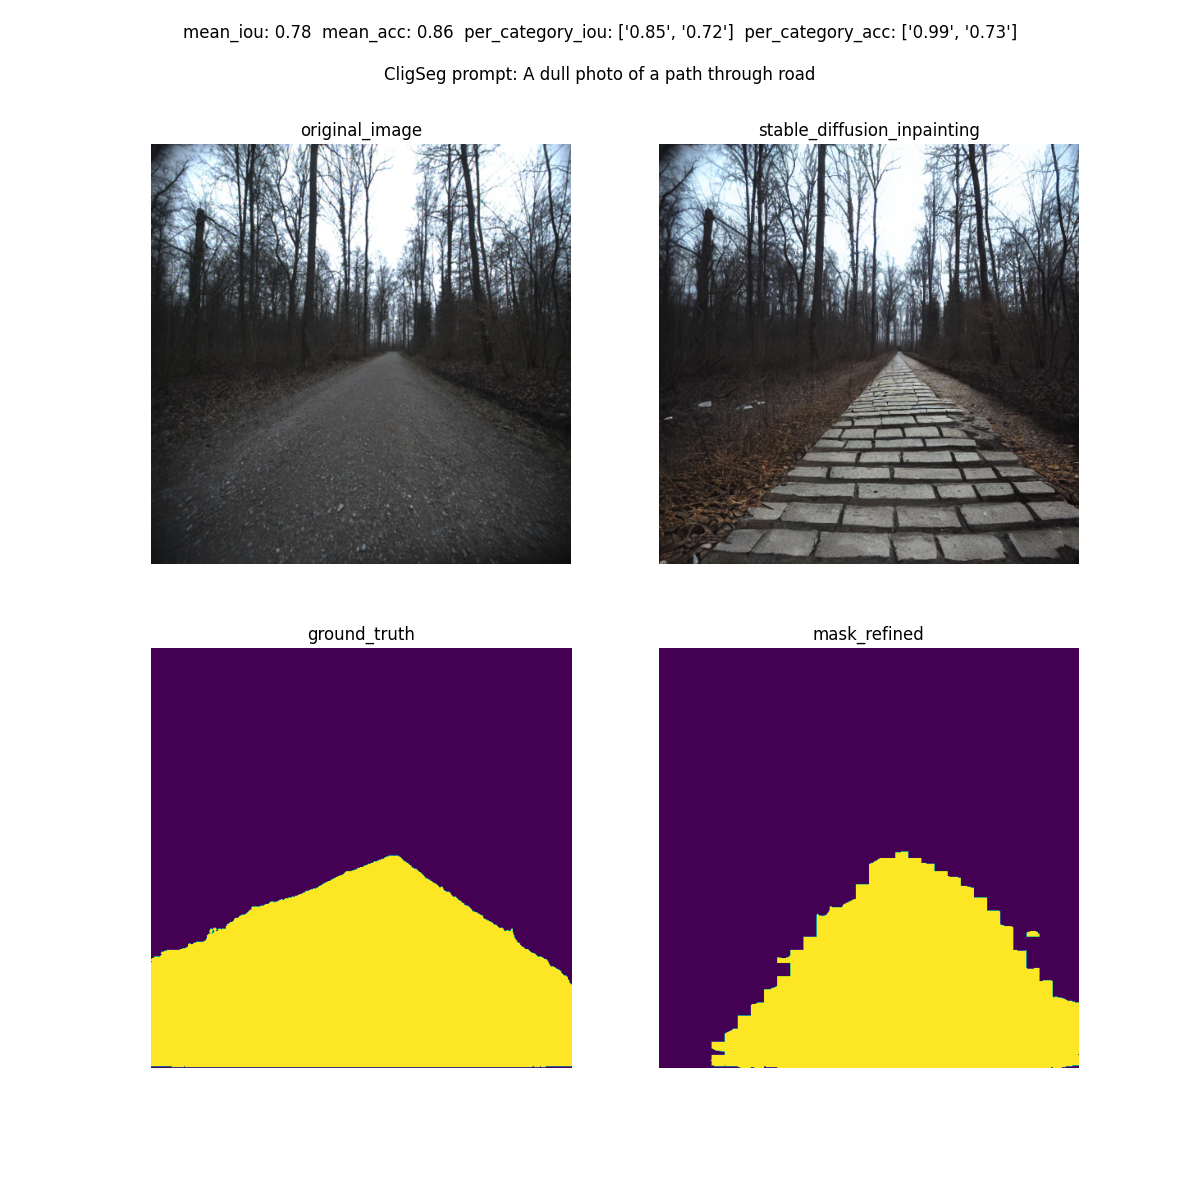 mean_iou: 0.78  mean_acc: 0.86  per_category_iou: ['0.85', '0.72']  per_category_acc: ['0.99', '0.73']
CligSeg prompt: A dull photo of a path through road
original_image
stable_diffusion_inpainting
ground_truth
mask_refined